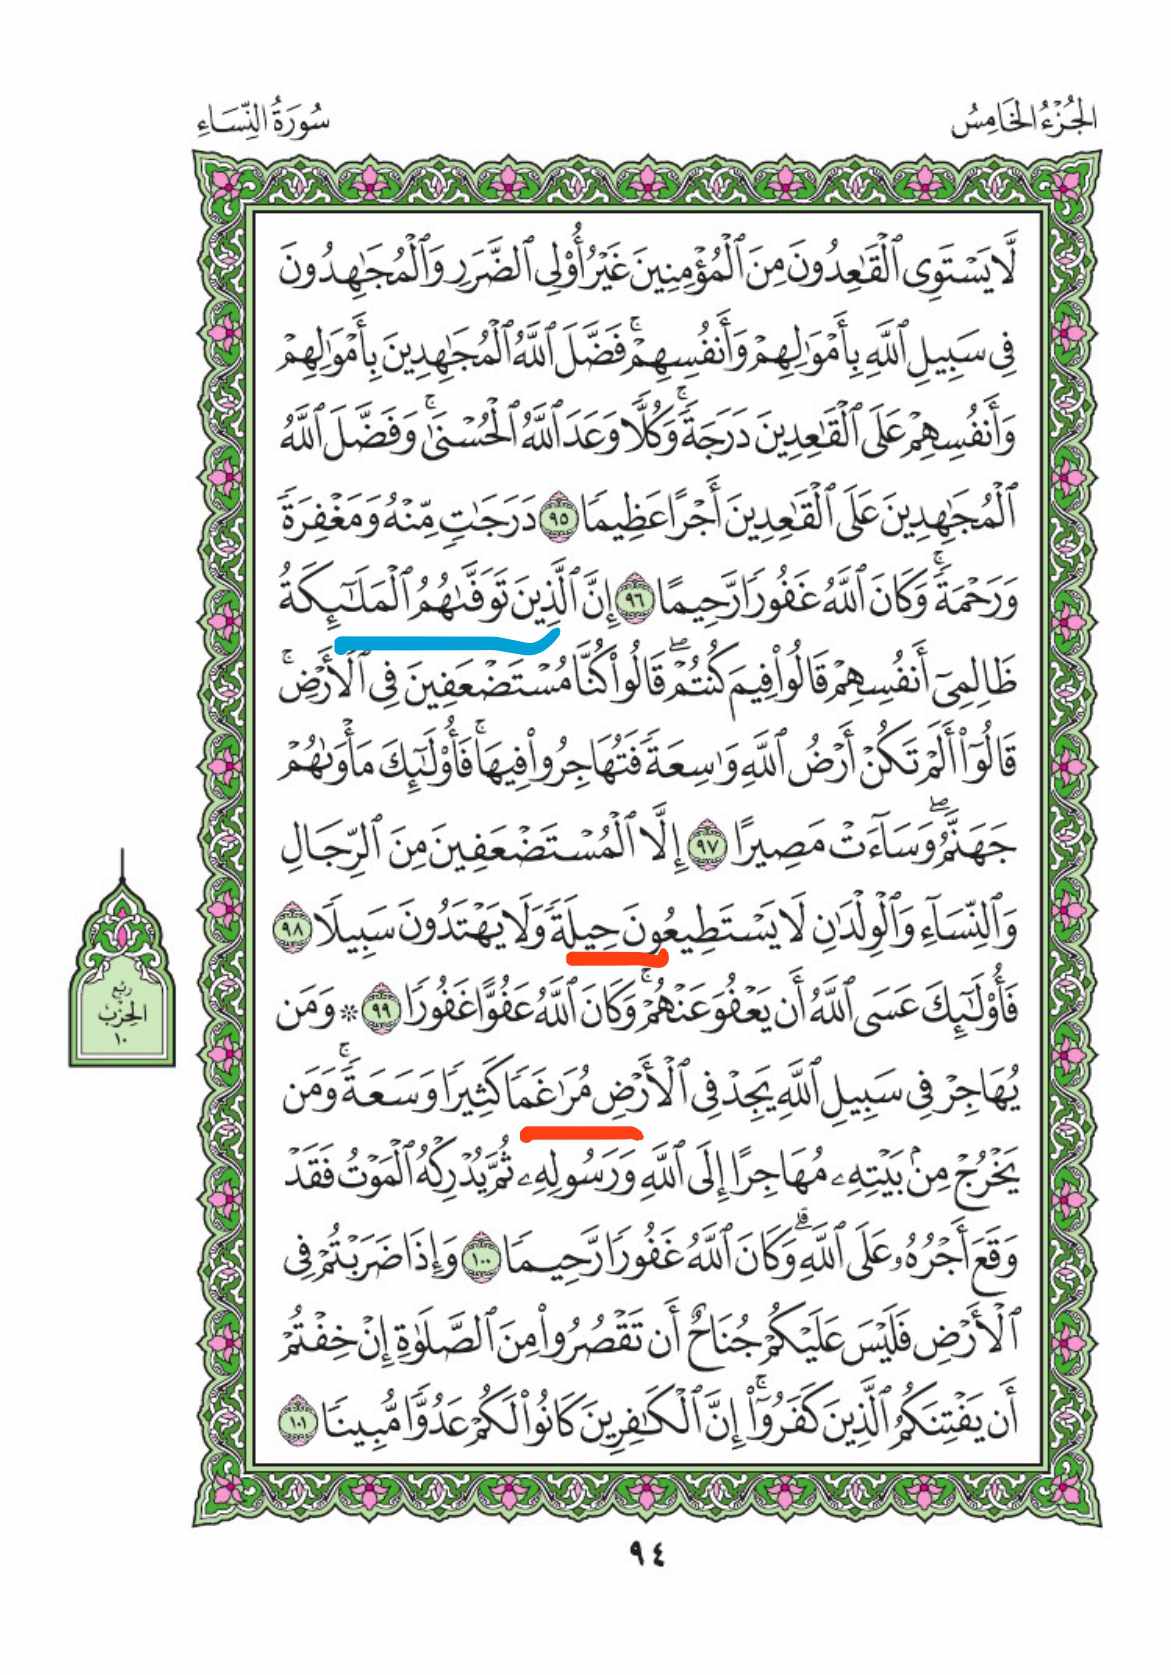 الجُزْءُ الخَامِسُ
سُورَةُ النِّسَاءِ
لَّا يَسْتَوِى ٱلْقَٰعِدُونَ مِنَ ٱلْمُؤْمِنِينَ غَيْرُ أُو۟لِى ٱلضَّرَرِ وَٱلْمُجَٰهِدُونَ
فِى سَبِيلِ ٱللَّهِ بِأَمْوَٰلِهِمْ وَأَنفُسِهِمْ ۚ فَضَّلَ ٱللَّهُ ٱلْمُجَٰهِدِينَ بِأَمْوَٰلِهِمْ
وَأَنفُسِهِمْ عَلَى ٱلْقَٰعِدِينَ دَرَجَةً ۚ وَكُلًّا وَعَدَ ٱللَّهُ ٱلْحُسْنَىٰ ۚ وَفَضَّلَ ٱللَّهُ
ٱلْمُجَٰهِدِينَ عَلَى ٱلْقَٰعِدِينَ أَجْرًا عَظِيمًا ٩٥ دَرَجَٰتٍ مِّنْهُ وَمَغْفِرَةً
وَرَحْمَةً ۚ وَكَانَ ٱللَّهُ غَفُورًا رَّحِيمًا ٩٦ إِنَّ ٱلَّذِينَ تَوَفَّىٰهُمُ ٱلْمَلَٰٓئِكَةُ
ظَالِمِىٓ أَنفُسِهِمْ قَالُوا۟ فِيمَ كُنتُمْ ۖ قَالُوا۟ كُنَّا مُسْتَضْعَفِينَ فِى ٱلْأَرْضِ ۚ
قَالُوٓا۟ أَلَمْ تَكُنْ أَرْضُ ٱللَّهِ وَٰسِعَةً فَتُهَاجِرُوا۟ فِيهَا ۚ فَأُو۟لَٰٓئِكَ مَأْوَىٰهُمْ
جَهَنَّمُ ۖ وَسَآءَتْ مَصِيرًا ٩٧ إِلَّا ٱلْمُسْتَضْعَفِينَ مِنَ ٱلرِّجَالِ
وَٱلنِّسَآءِ وَٱلْوِلْدَٰنِ لَا يَسْتَطِيعُونَ حِيلَةً وَلَا يَهْتَدُونَ سَبِيلًا ٩٨
فَأُو۟لَٰٓئِكَ عَسَى ٱللَّهُ أَن يَعْفُوَ عَنْهُمْ ۚ وَكَانَ ٱللَّهُ عَفُوًّا غَفُورًا ٩٩ ۞ وَمَن
يُهَاجِرْ فِى سَبِيلِ ٱللَّهِ يَجِدْ فِى ٱلْأَرْضِ مُرَٰغَمًا كَثِيرًا وَسَعَةً ۚ وَمَن
يَخْرُجْ مِنۢ بَيْتِهِۦ مُهَاجِرًا إِلَى ٱللَّهِ وَرَسُولِهِۦ ثُمَّ يُدْرِكْهُ ٱلْمَوْتُ فَقَدْ
وَقَعَ أَجْرُهُۥ عَلَى ٱللَّهِ ۗ وَكَانَ ٱللَّهُ غَفُورًا رَّحِيمًا ١٠٠ وَإِذَا ضَرَبْتُمْ فِى
ٱلْأَرْضِ فَلَيْسَ عَلَيْكُمْ جُنَاحٌ أَن تَقْصُرُوا۟ مِنَ ٱلصَّلَوٰةِ إِنْ خِفْتُمْ
أَن يَفْتِنَكُمُ ٱلَّذِينَ كَفَرُوٓا۟ ۚ إِنَّ ٱلْكَٰفِرِينَ كَانُوا۟ لَكُمْ عَدُوًّا مُّبِينًا ١٠١
رُبْع
الحِزْبُ
١٠
٩٤